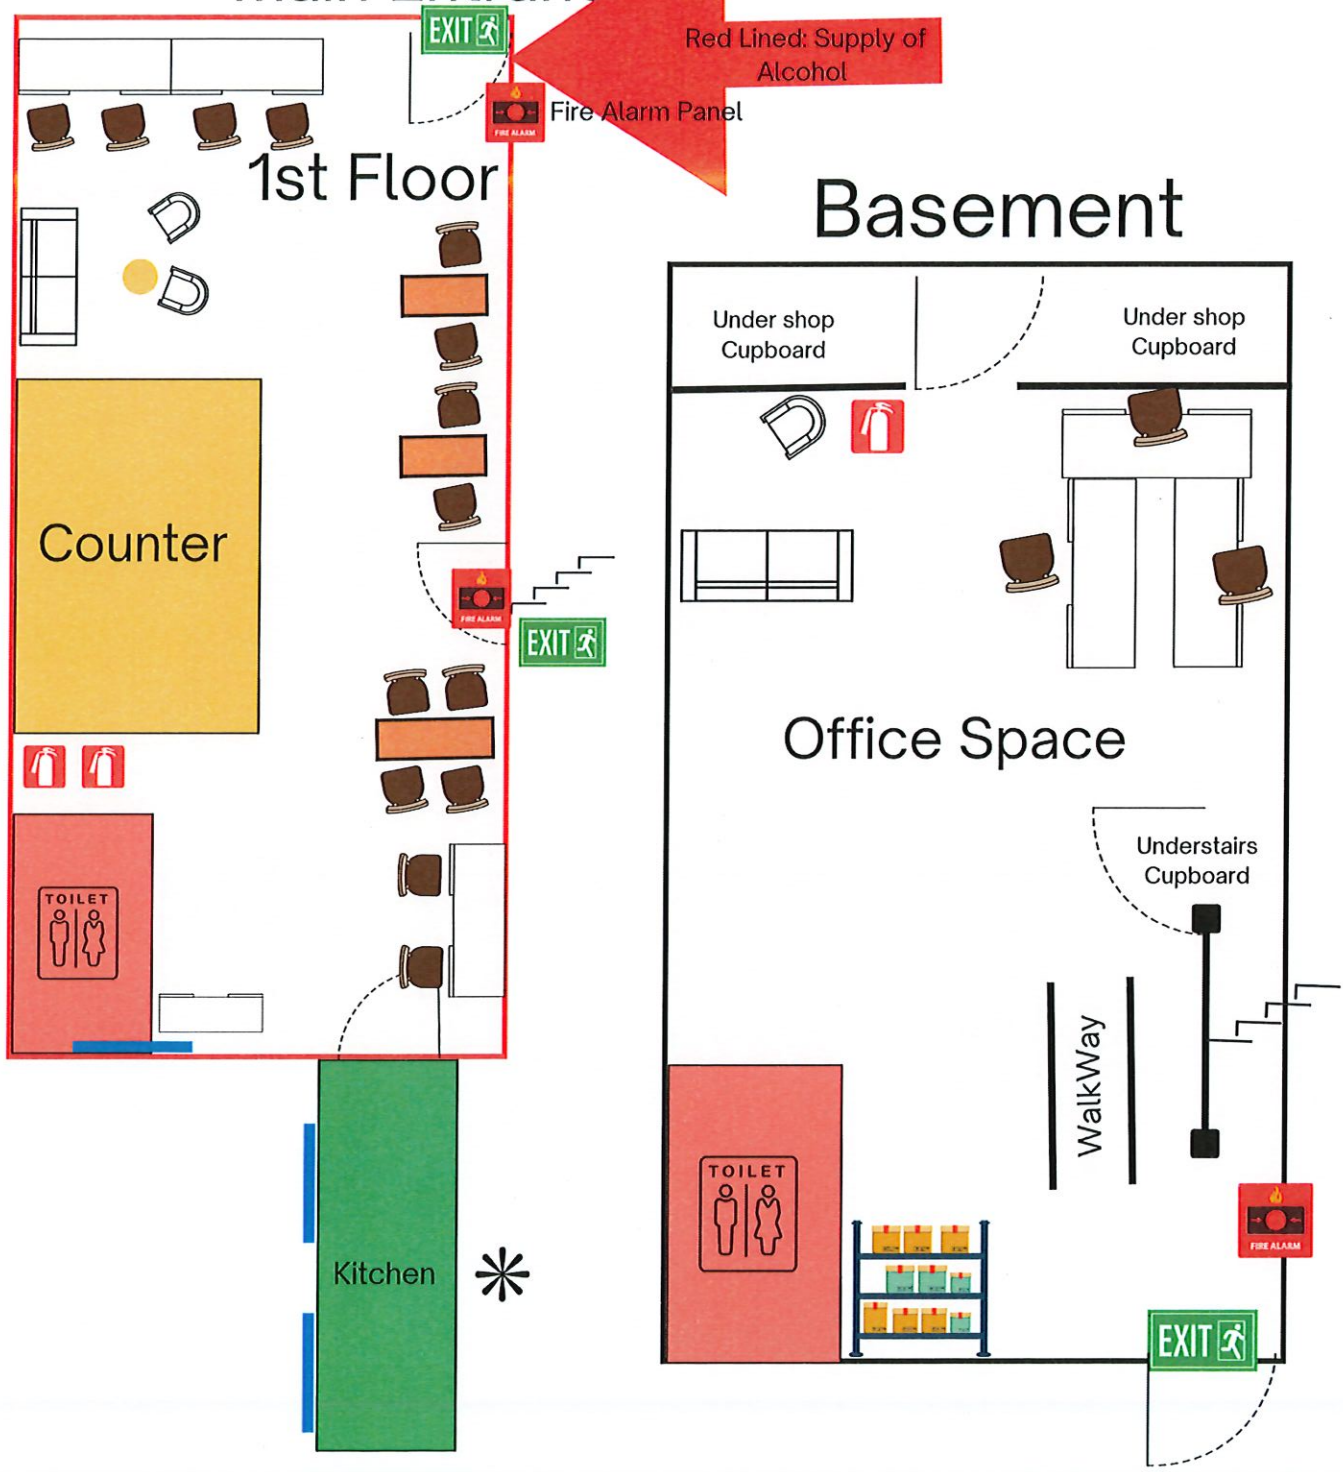 EXIT
Red Lined: Supply of
Alcohol
FIRE ALARM
Fire Alarm Panel
1st Floor
Basement
Under shop
Cupboard
Under shop
Cupboard
Counter
FIRE ALARM
EXIT
Office Space
Understairs
Cupboard
TOILET
WalkWay
TOILET
Kitchen
FIRE ALARM
EXIT